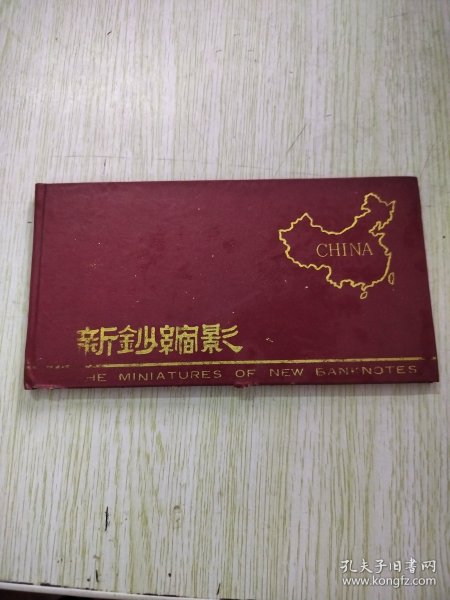 CHINA
新鈔縮影
HE MINIATURES OF NEW BANKNOTES
孔夫子旧书网
www.kongfz.com